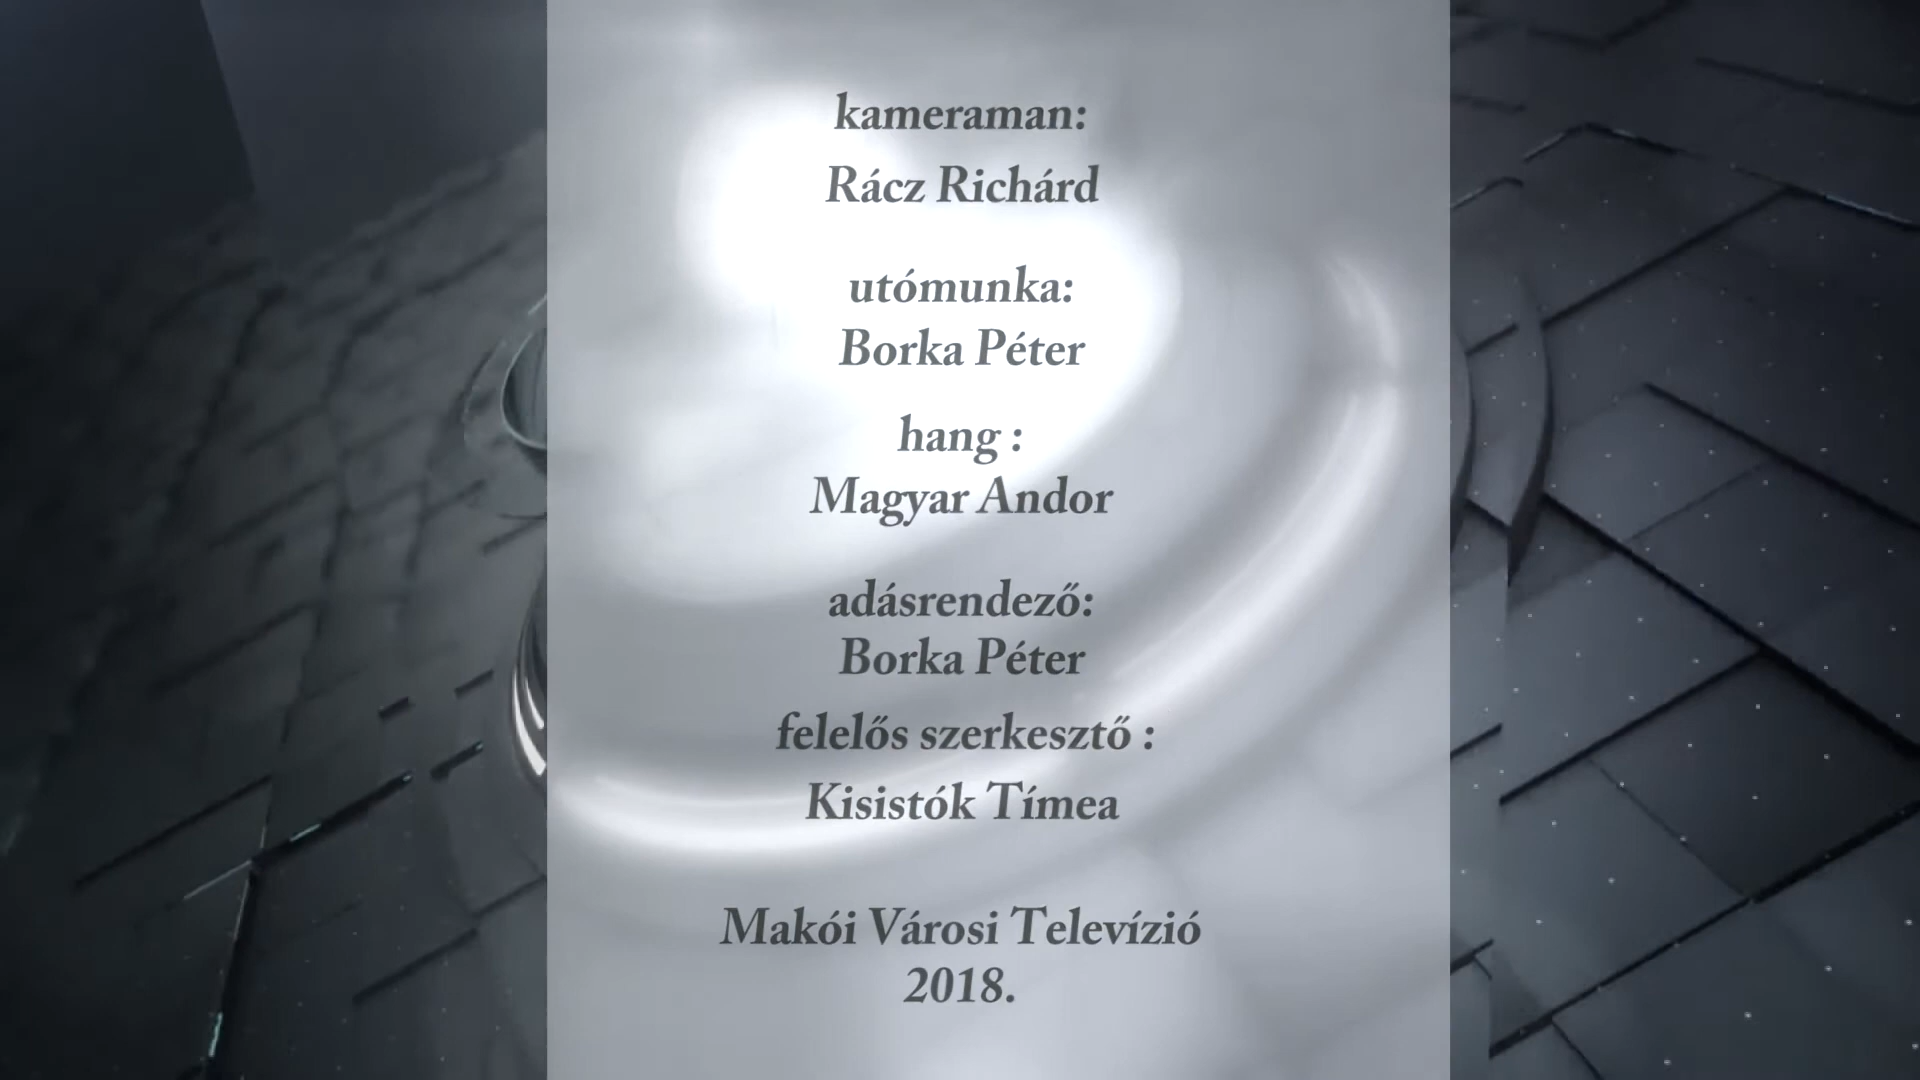 kameraman:
Rácz Richárd
utómunka:
Borka Péter
hang :
Magyar Andor
adásrendező:
Borka Péter
felelős szerkesztő :
Kisistók Tímea
Makói Városi Televízió
2018.